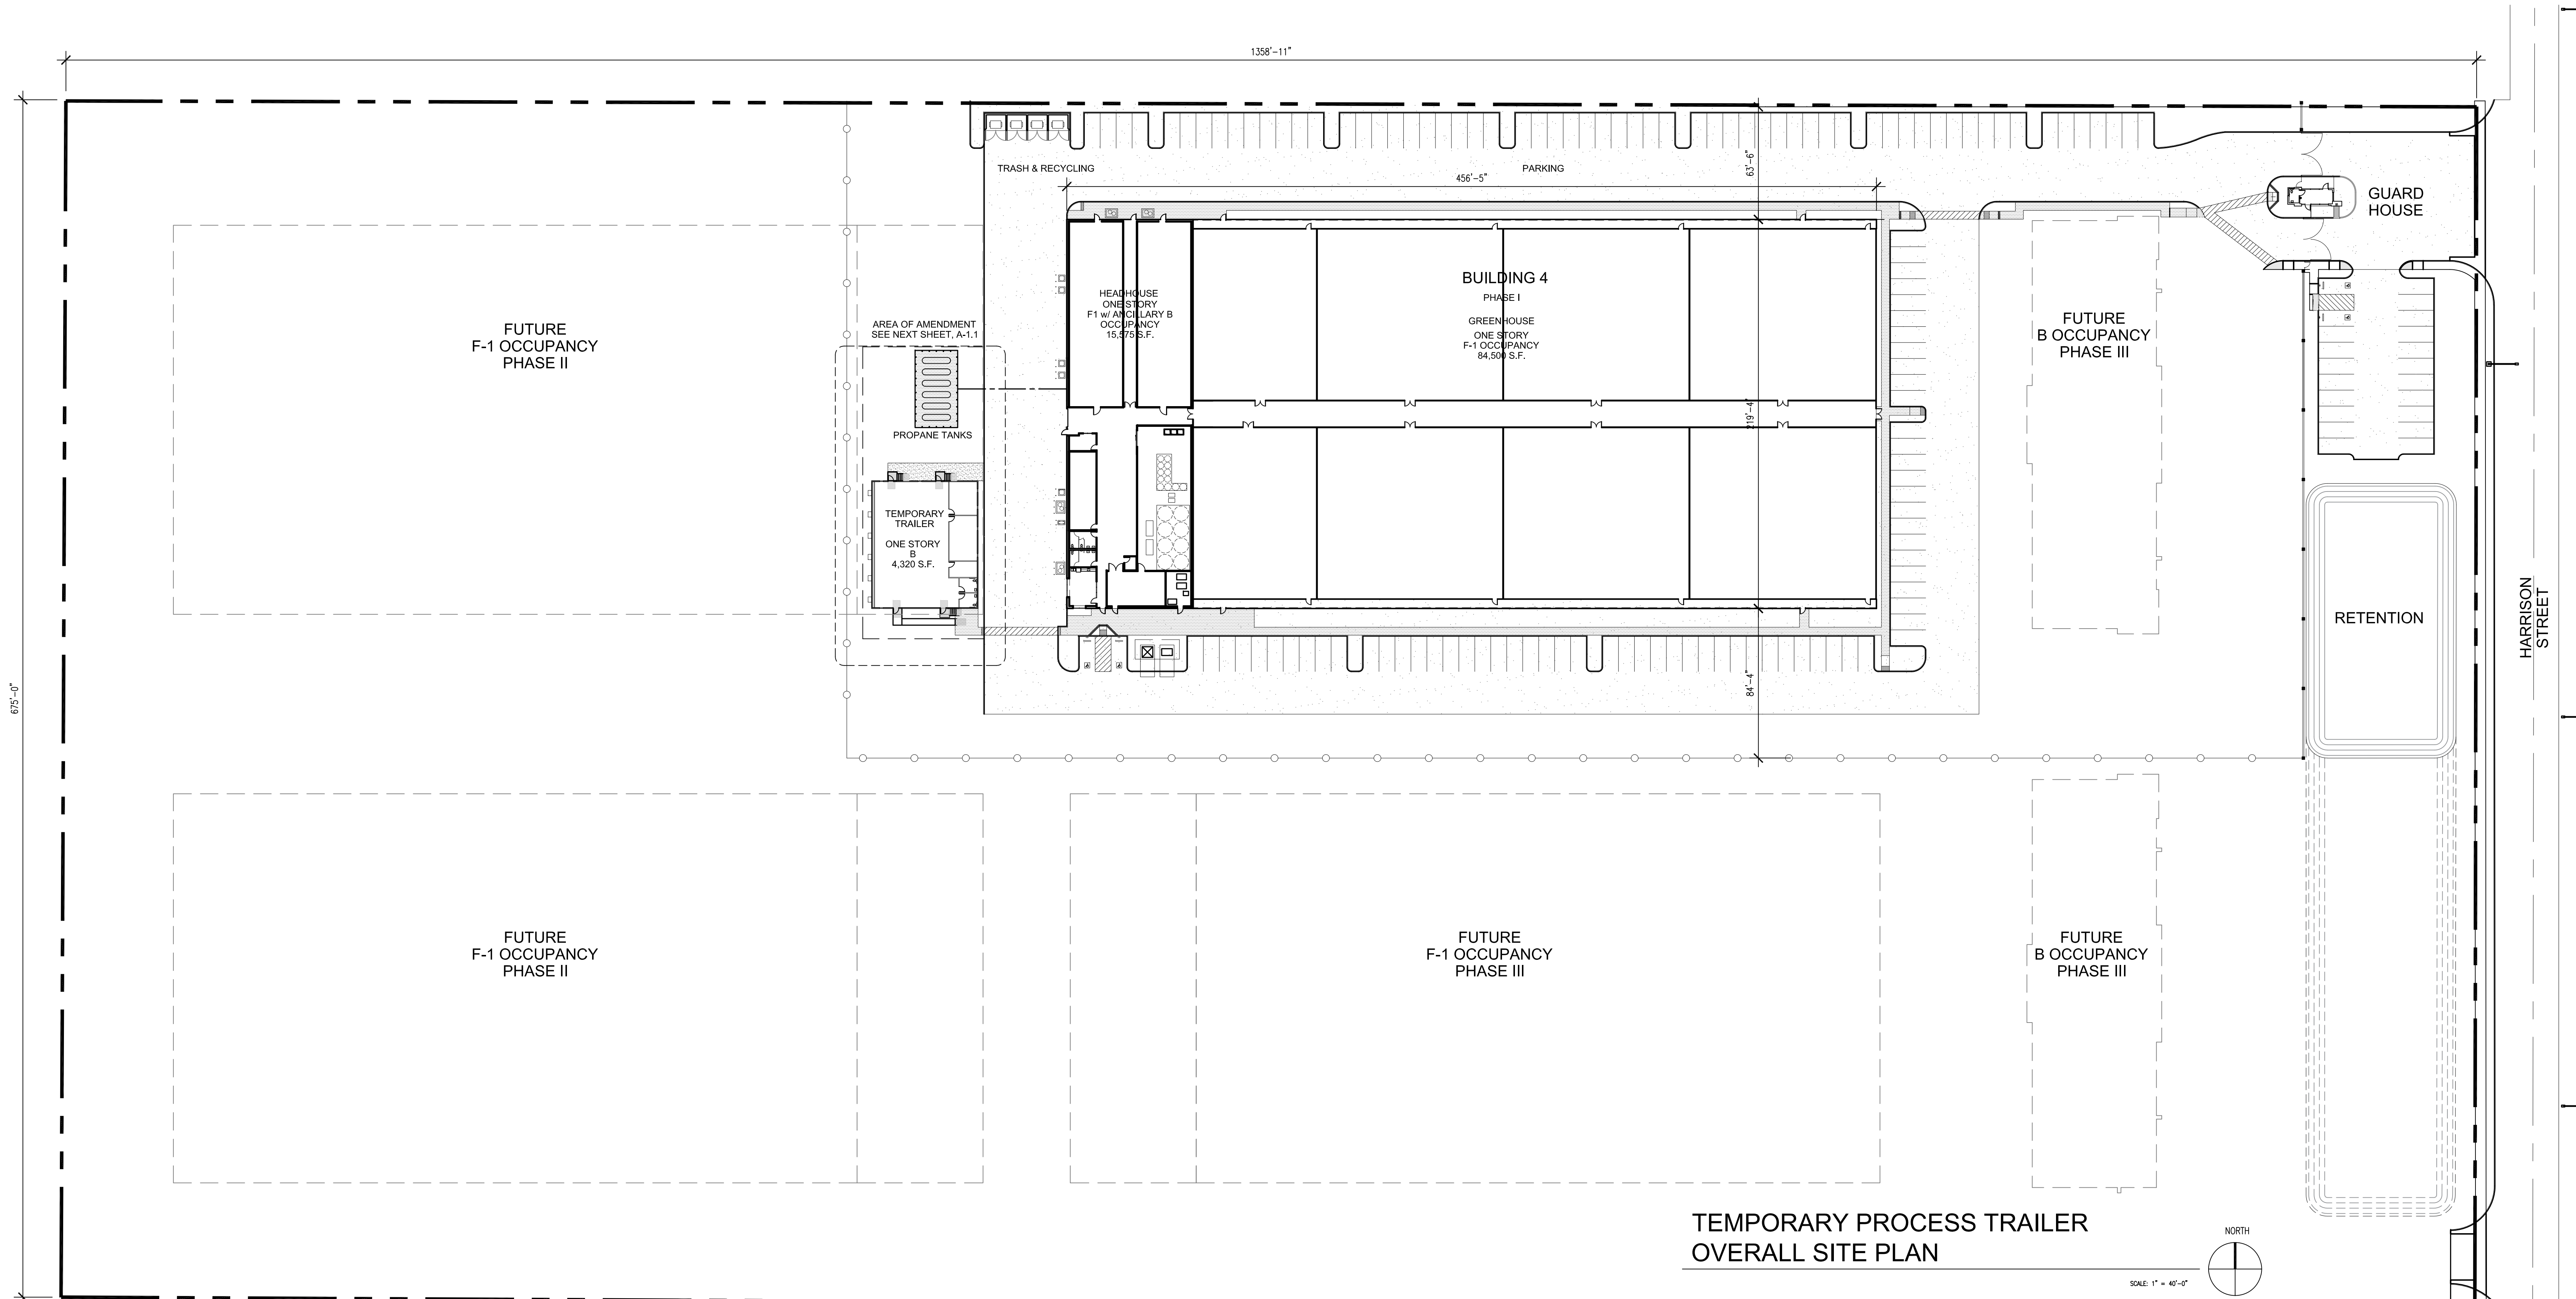 1358'-11"
TRASH & RECYCLING
PARKING
63'-6"
456'-5"
GUARD
HOUSE
BUILDING 4
PHASE I
GREENHOUSE
ONE STORY
F-1 OCCUPANCY
84,500 S.F.
HEADHOUSE
ONE STORY
F1 w/ ANCILLARY B
OCCUPANCY
15,575 S.F.
FUTURE
F-1 OCCUPANCY
PHASE II
AREA OF AMENDMENT
SEE NEXT SHEET, A-1.1
FUTURE
B OCCUPANCY
PHASE III
219'-4"
PROPANE TANKS
TEMPORARY
TRAILER
ONE STORY
B
4,320 S.F.
RETENTION
HARRISON
STREET
675'-0"
84'-4"
FUTURE
F-1 OCCUPANCY
PHASE II
FUTURE
F-1 OCCUPANCY
PHASE III
FUTURE
B OCCUPANCY
PHASE III
TEMPORARY PROCESS TRAILER
OVERALL SITE PLAN
NORTH
SCALE: 1" = 40'-0"